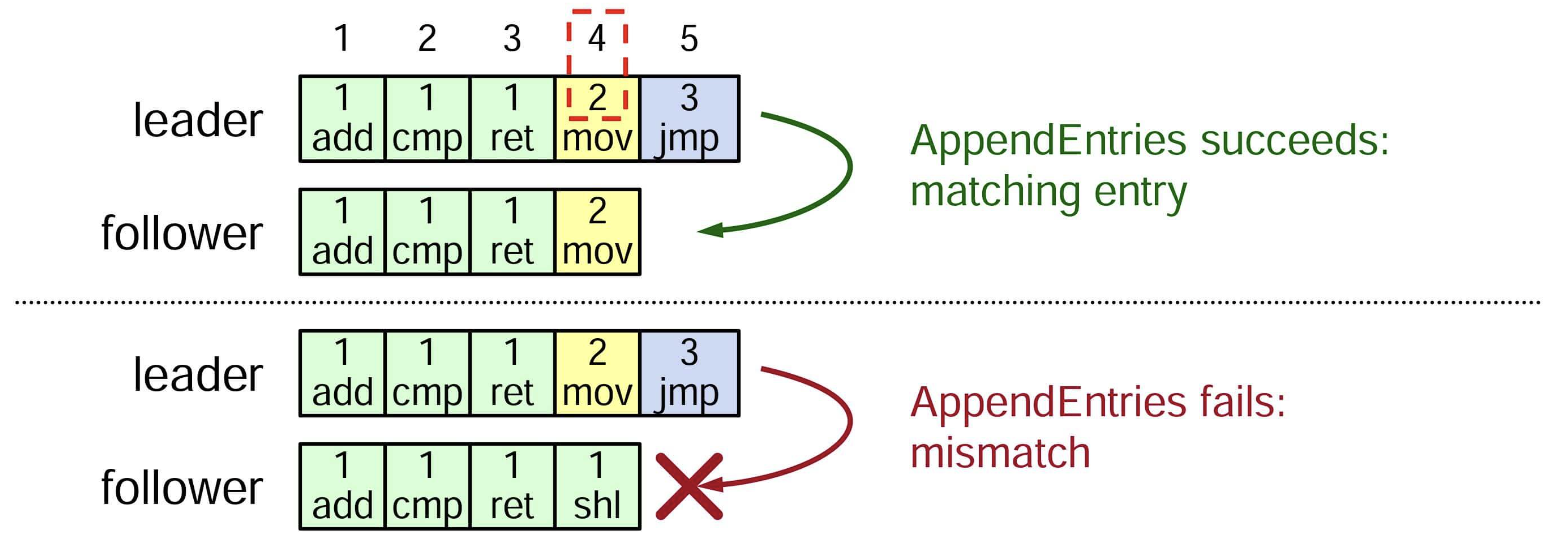 1 2 3 4 5
leader
1 1 1 2 3
add cmp ret mov jmp
AppendEntries succeeds:
matching entry
follower
1 1 1 2
add cmp ret mov
leader
1 1 1 2 3
add cmp ret mov jmp
AppendEntries fails:
mismatch
follower
1 1 1 1
add cmp ret shl